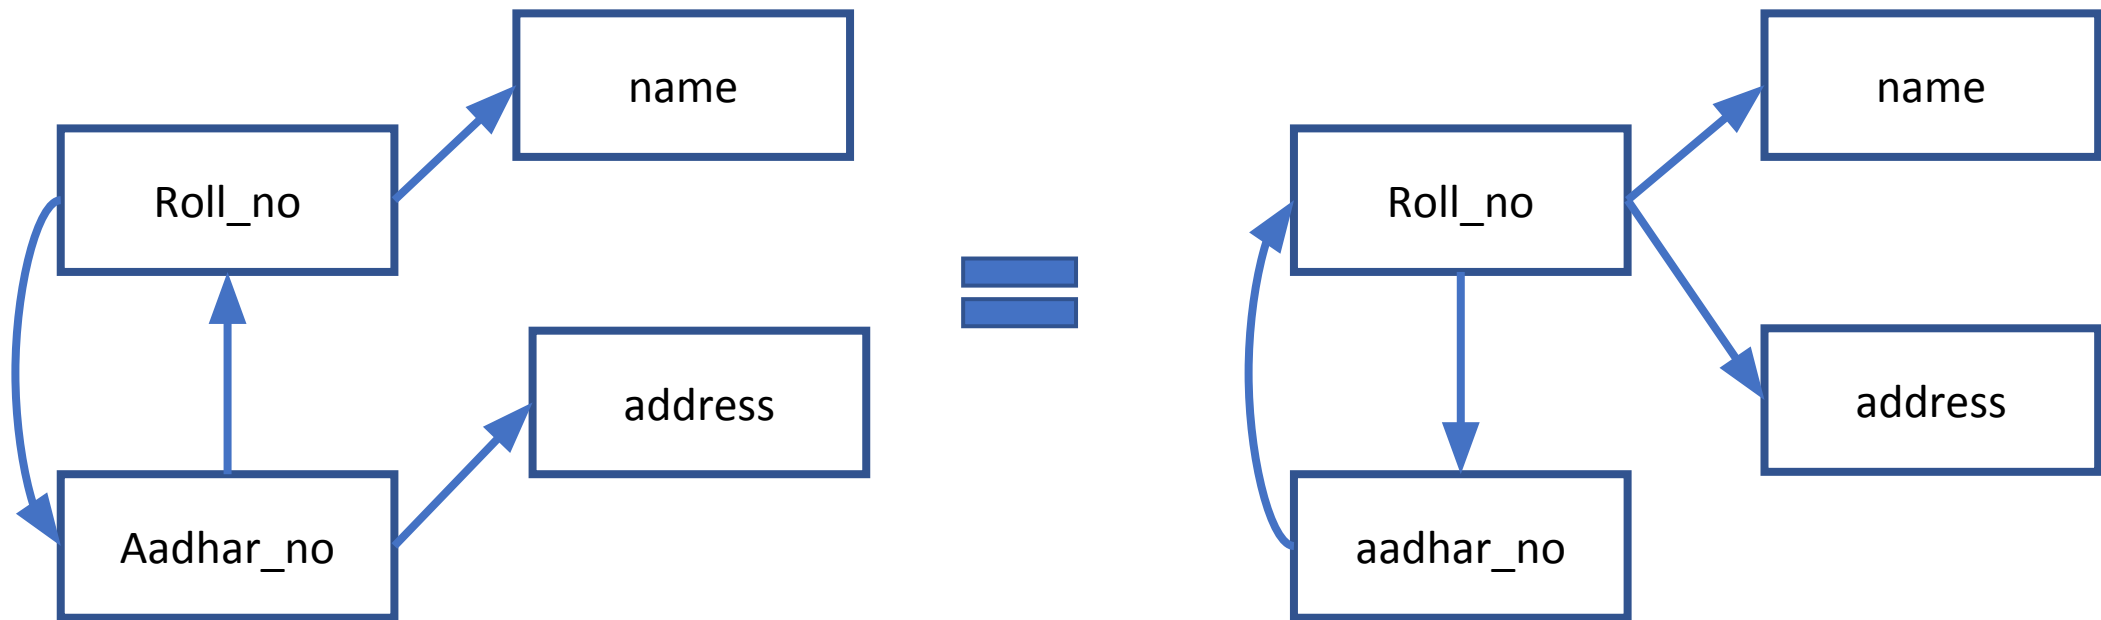 name
Roll_no
address
Aadhar_no
name
Roll_no
address
aadhar_no